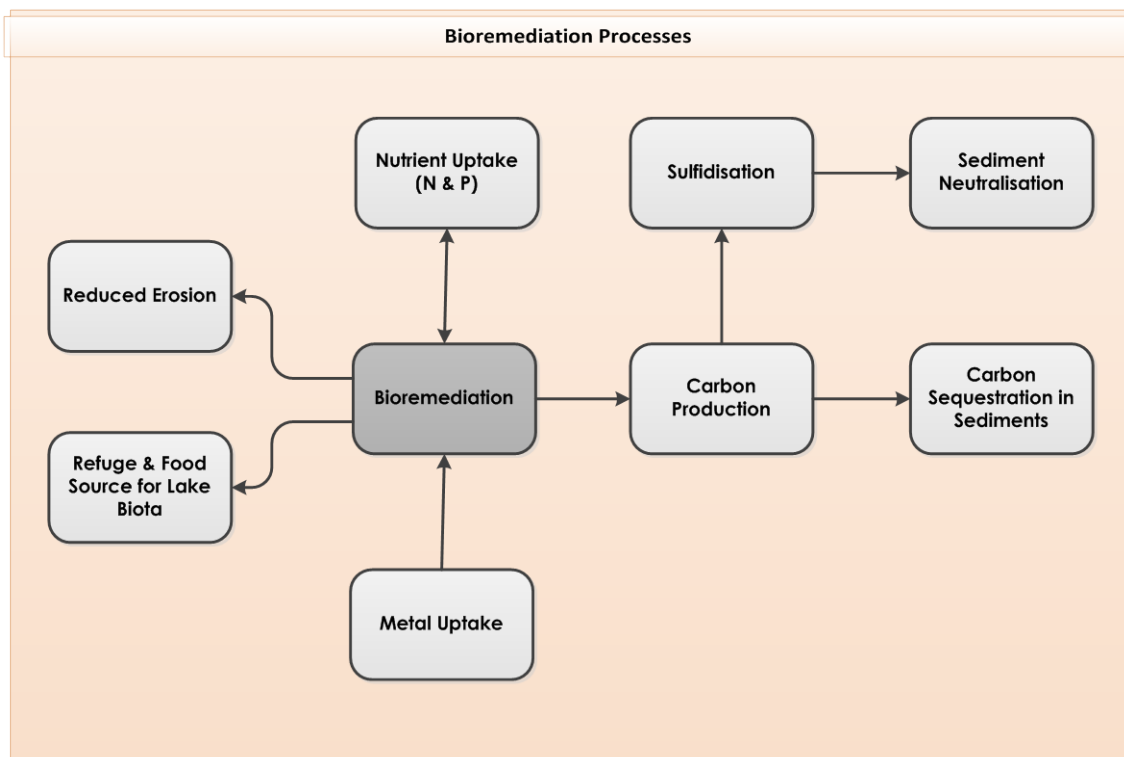 Bioremediation Processes
Nutrient Uptake
(N & P)
Sulfidisation
Sediment
Neutralisation
Reduced Erosion
Bioremediation
Carbon
Production
Carbon
Sequestration in
Sediments
Refuge & Food
Source for Lake
Biota
Metal Uptake